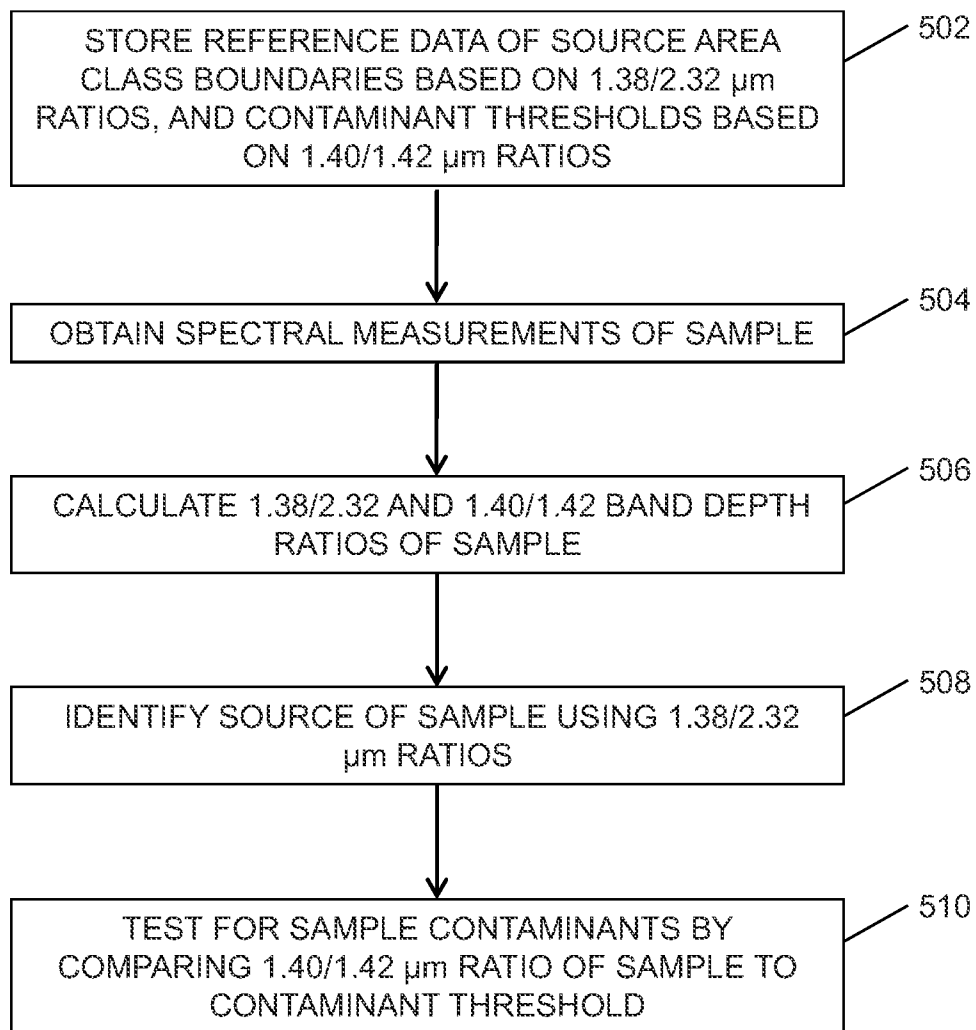 STORE REFERENCE DATA OF SOURCE AREA
CLASS BOUNDARIES BASED ON 1.38/2.32 µm
RATIOS, AND CONTAMINANT THRESHOLDS BASED
ON 1.40/1.42 µm RATIOS
502
OBTAIN SPECTRAL MEASUREMENTS OF SAMPLE
504
CALCULATE 1.38/2.32 AND 1.40/1.42 BAND DEPTH
RATIOS OF SAMPLE
506
IDENTIFY SOURCE OF SAMPLE USING 1.38/2.32
µm RATIOS
508
TEST FOR SAMPLE CONTAMINANTS BY
COMPARING 1.40/1.42 µm RATIO OF SAMPLE TO
CONTAMINANT THRESHOLD
510